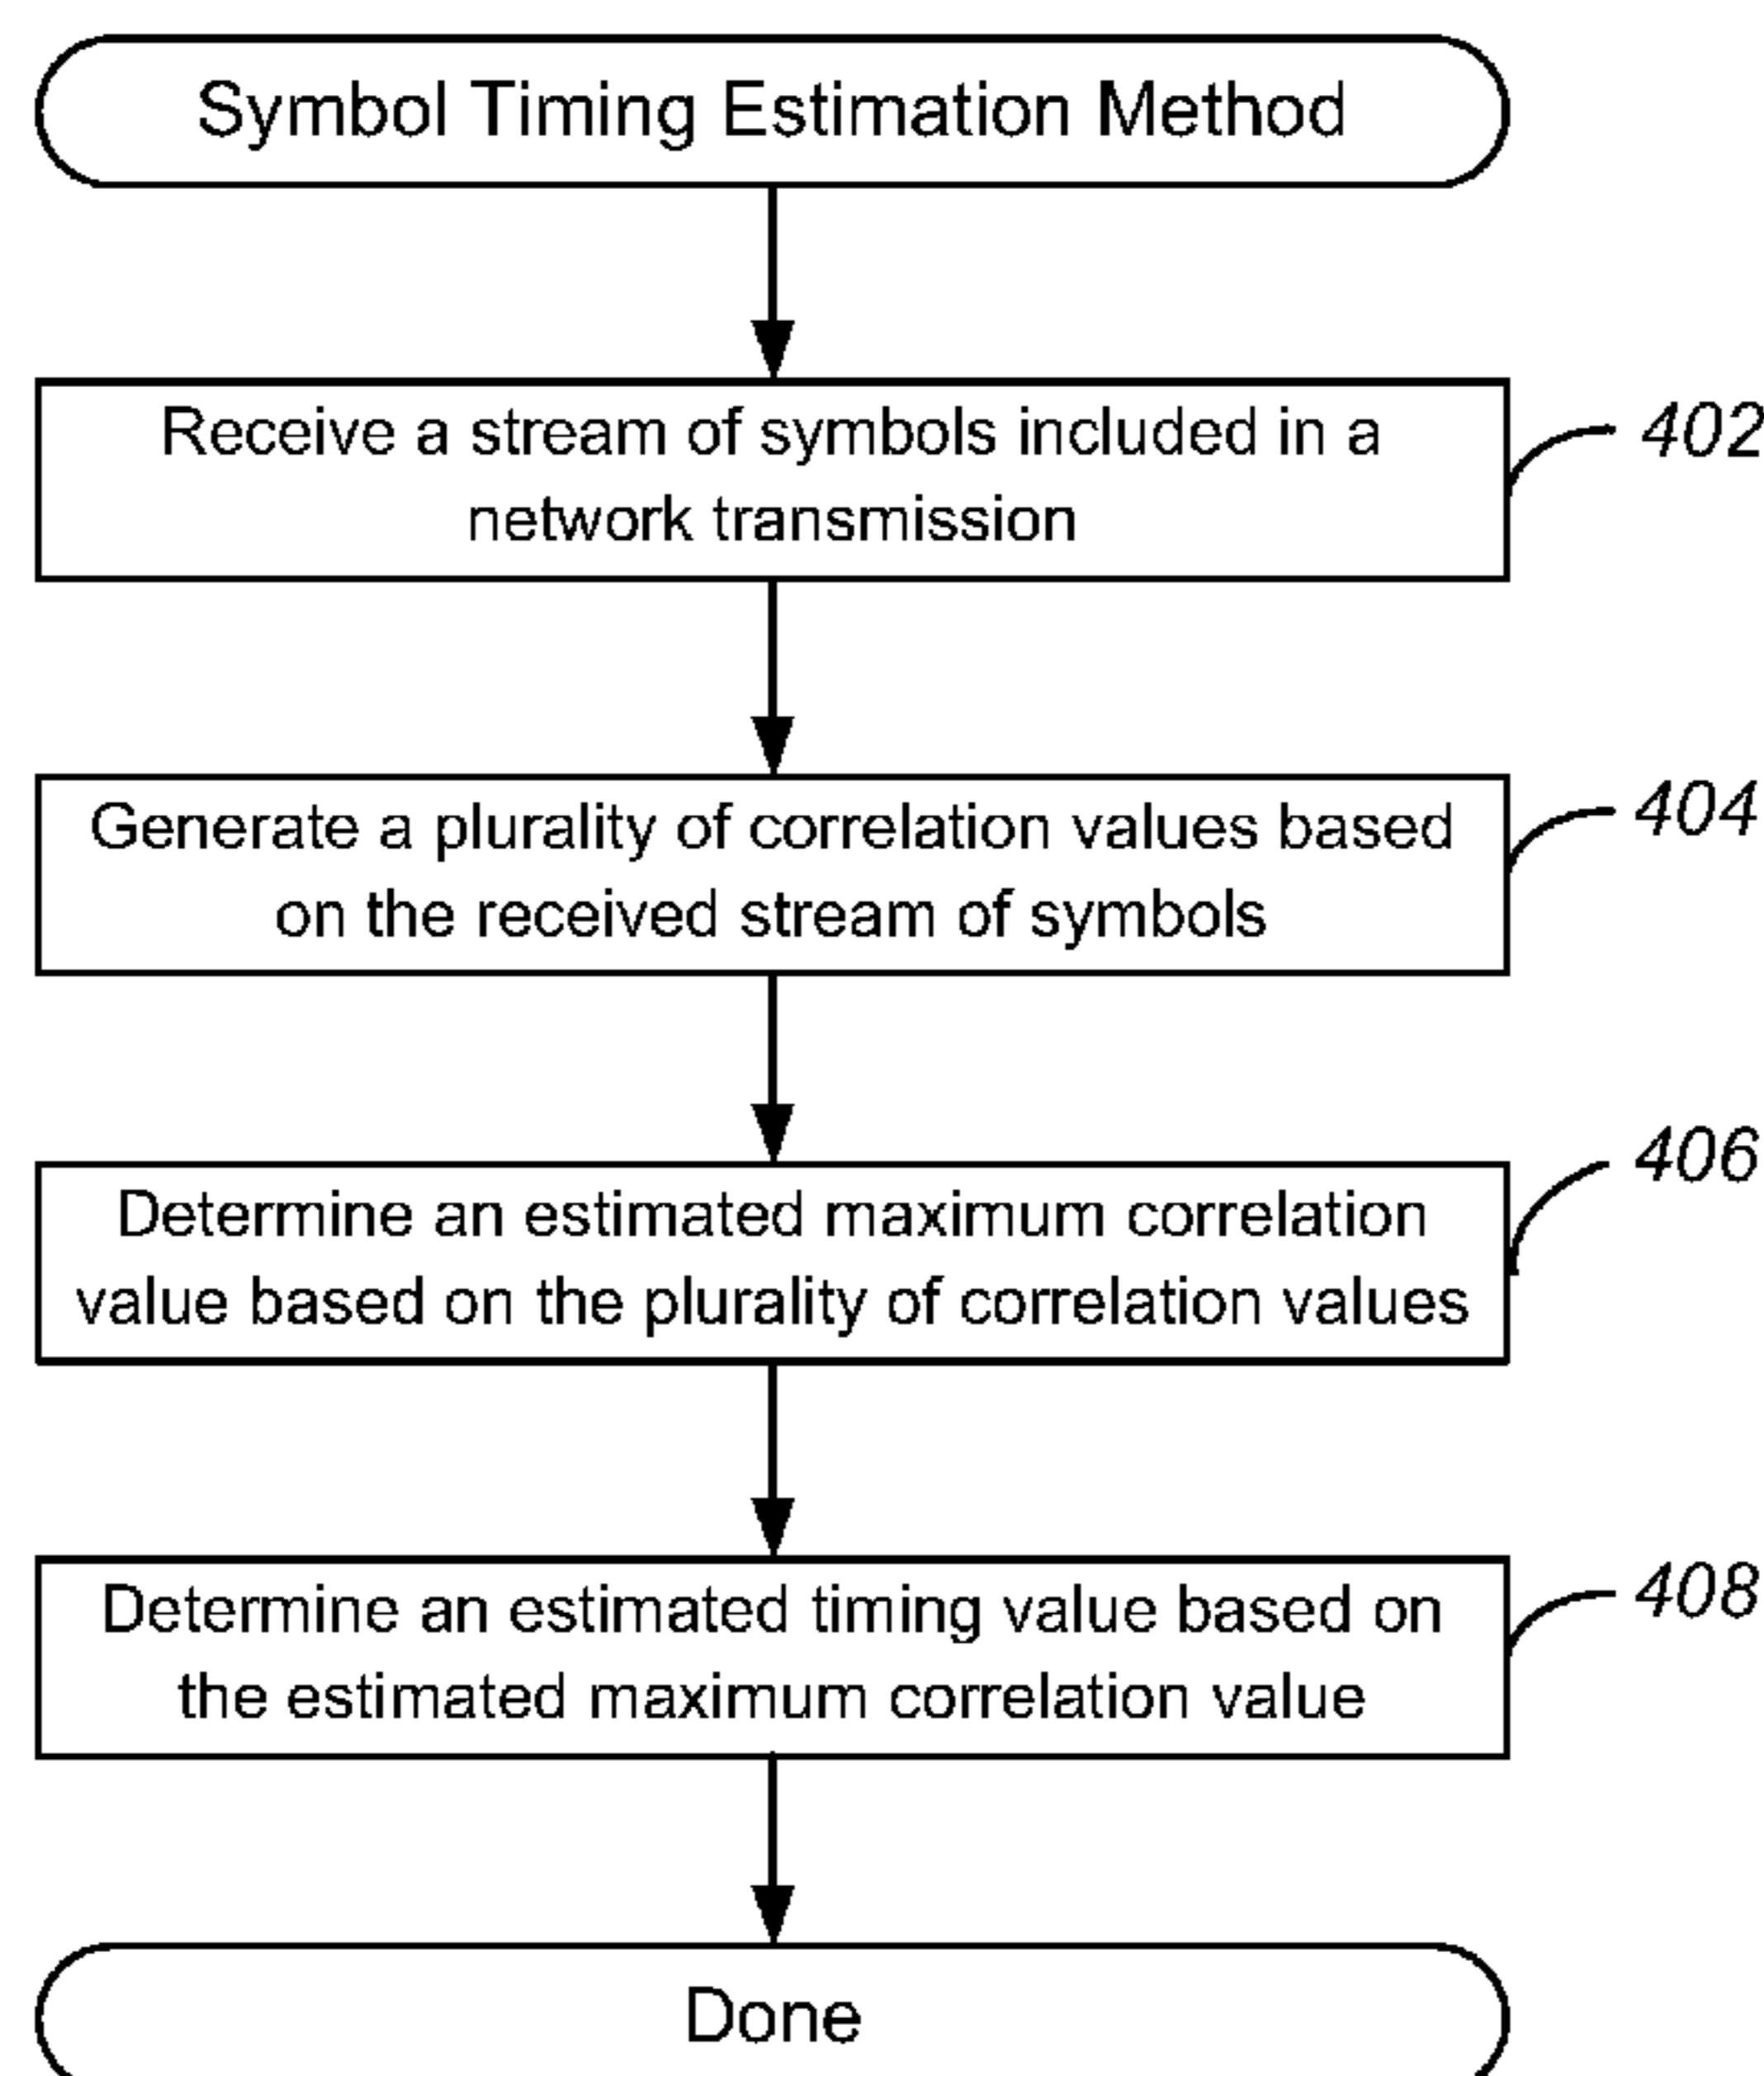 Symbol Timing Estimation Method
Receive a stream of symbols included in a
network transmission
402
Generate a plurality of correlation values based
on the received stream of symbols
404
Determine an estimated maximum correlation
value based on the plurality of correlation values
406
Determine an estimated timing value based on
the estimated maximum correlation value
408
Done